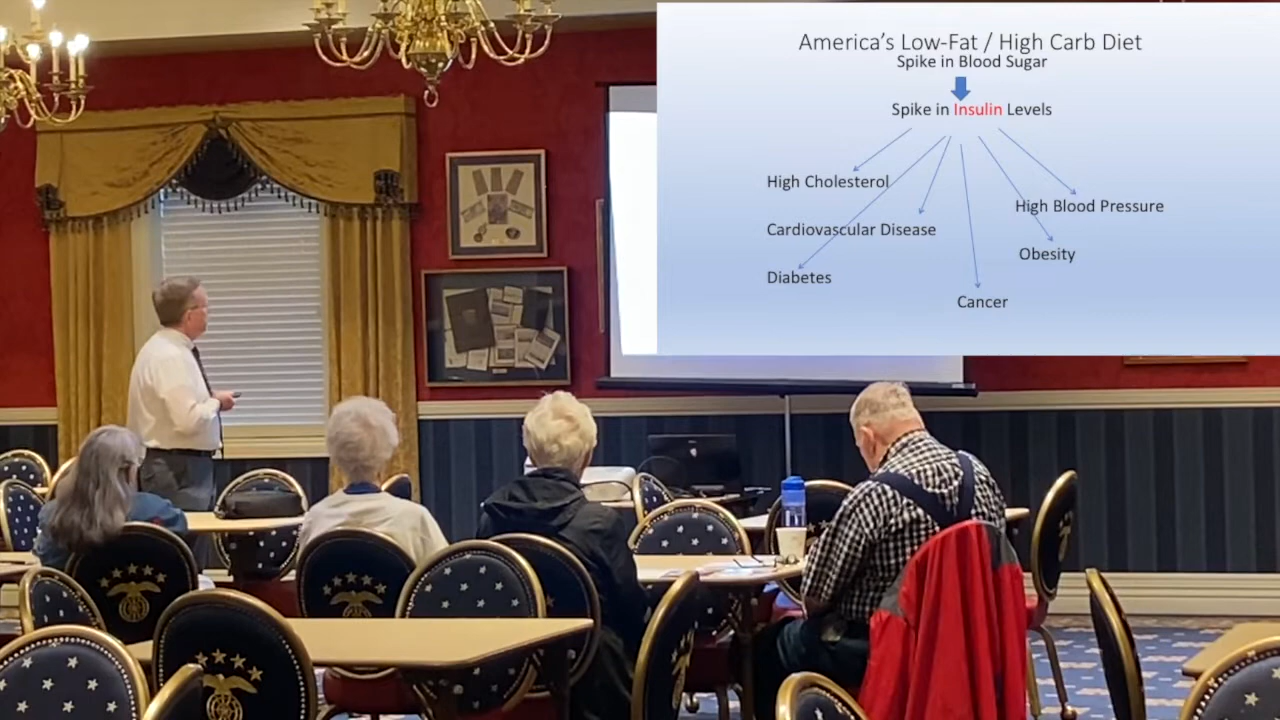 America's Low-Fat / High Carb Diet
Spike in Blood Sugar
Spike in Insulin Levels
High Cholesterol
High Blood Pressure
Cardiovascular Disease
Obesity
Diabetes
Cancer